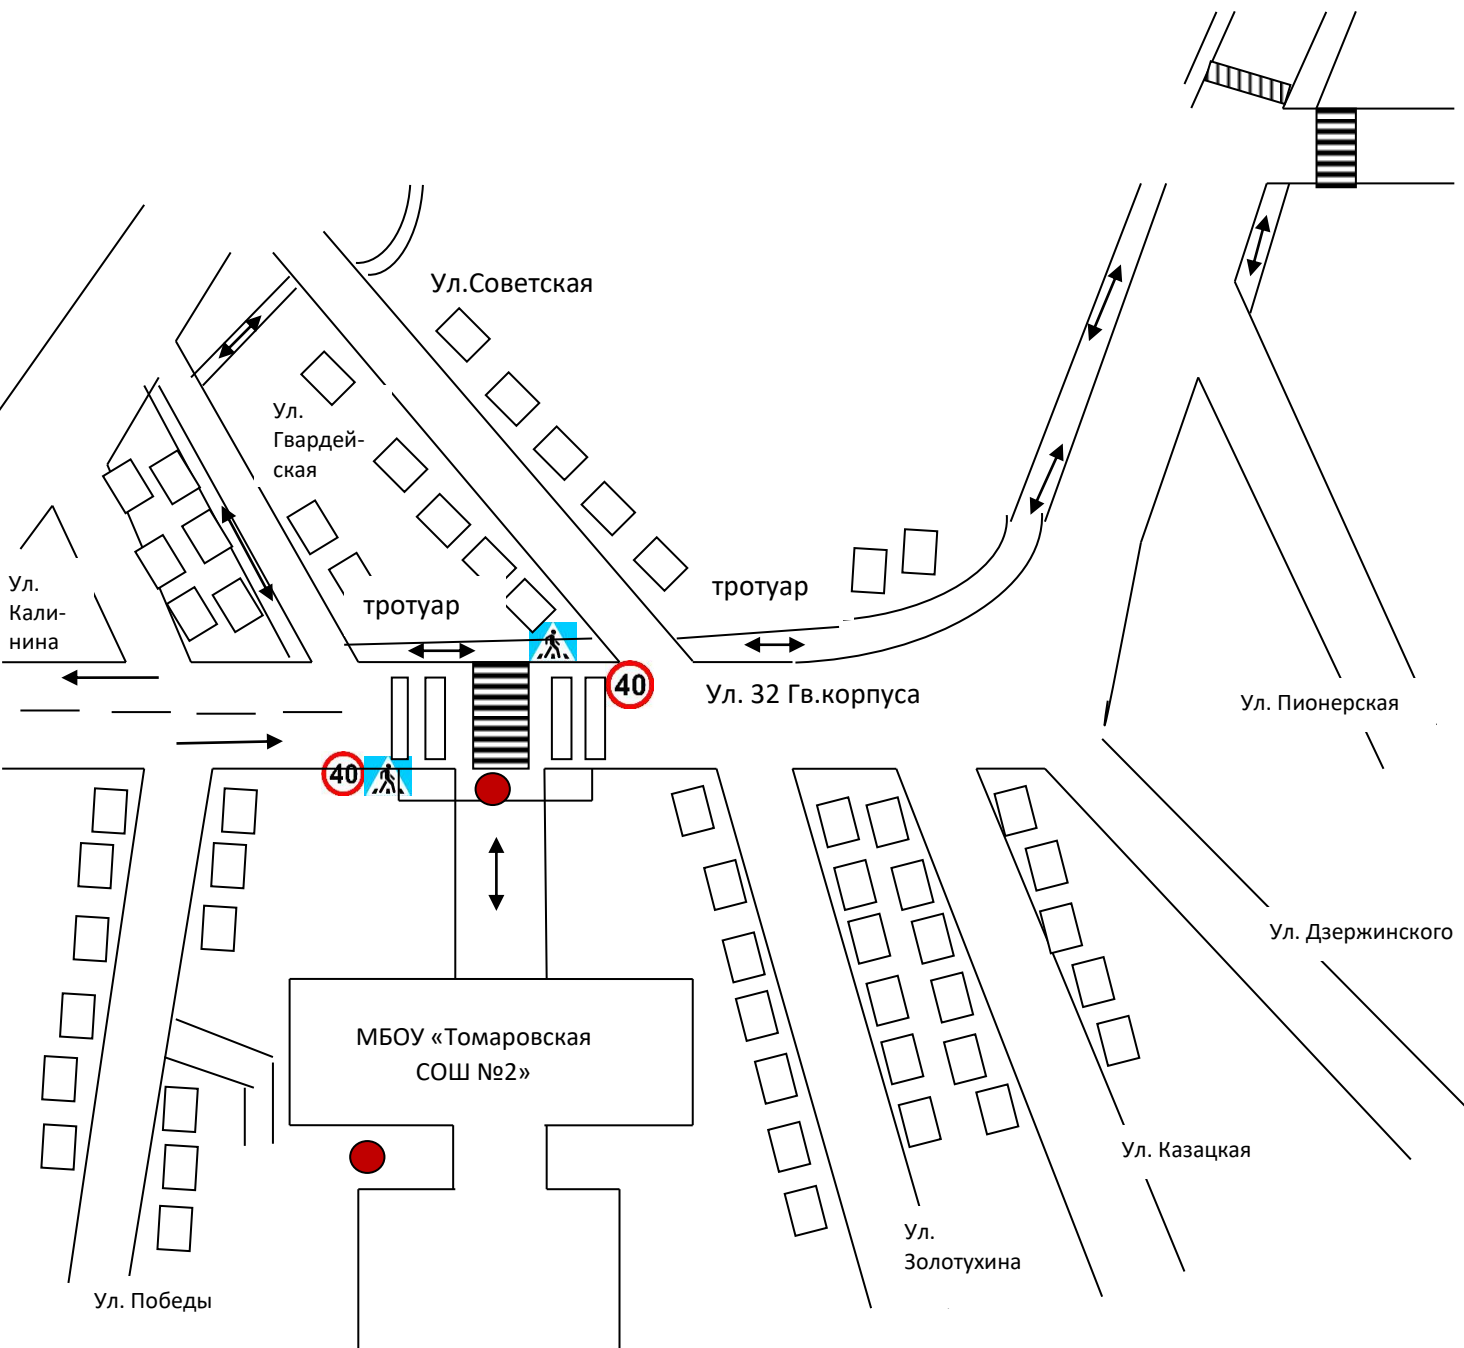 Ул.Советская
Ул.
Гвардей-
ская
Ул.
Кали-
нина
тротуар
тротуар
40
Ул. 32 Гв.корпуса
Ул. Пионерская
40
Ул. Дзержинского
МБОУ «Томаровская
СОШ №2»
Ул. Казацкая
Ул.
Золотухина
Ул. Победы